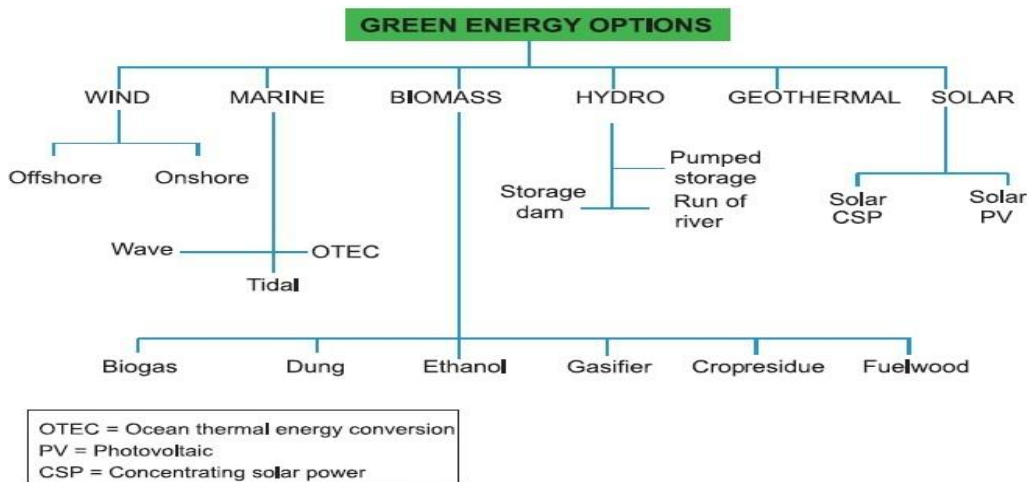 GREEN ENERGY OPTIONS
WIND MARINE BIOMASS HYDRO GEOTHERMAL SOLAR
Offshore Onshore
Pumped
storage
Storage
dam
Run of
river
Solar
CSP
Solar
PV
Wave OTEC
Tidal
Biogas Dung Ethanol Gasifier Cropresidue Fuelwood
OTEC = Ocean thermal energy conversion
PV = Photovoltaic
CSP = Concentrating solar power